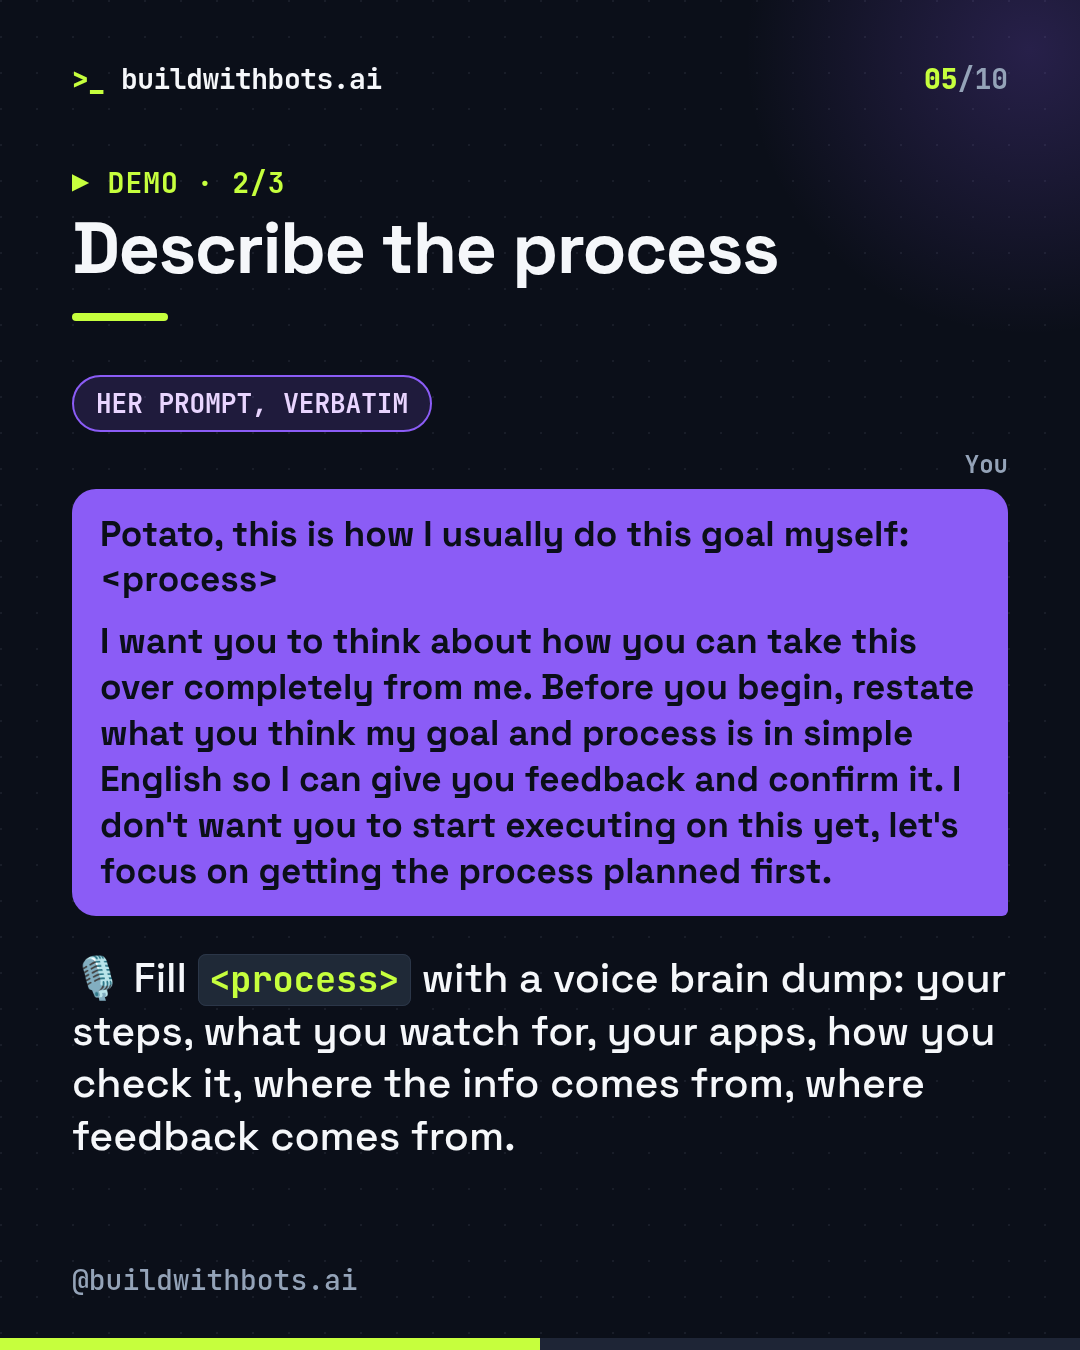 >_ buildwithbots.ai
05/10
▶ DEMO · 2/3
Describe the process
HER PROMPT, VERBATIM
You
Potato, this is how I usually do this goal myself:
<process>
I want you to think about how you can take this
over completely from me. Before you begin, restate
what you think my goal and process is in simple
English so I can give you feedback and confirm it. I
don't want you to start executing on this yet, let's
focus on getting the process planned first.
🎙️ Fill <process> with a voice brain dump: your
steps, what you watch for, your apps, how you
check it, where the info comes from, where
feedback comes from.
@buildwithbots.ai